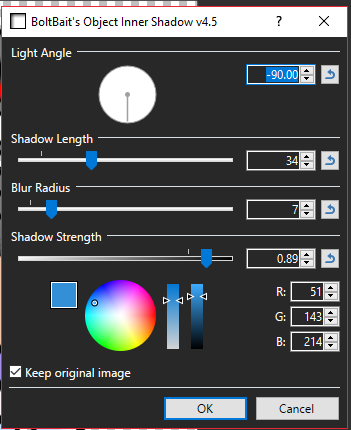 BoltBait's Object Inner Shadow v4.5 ?
Light Angle
-90.00
Shadow Length
34
Blur Radius
7
Shadow Strength
0.89
R: 51
G: 143
B: 214
Keep original image
OK Cancel